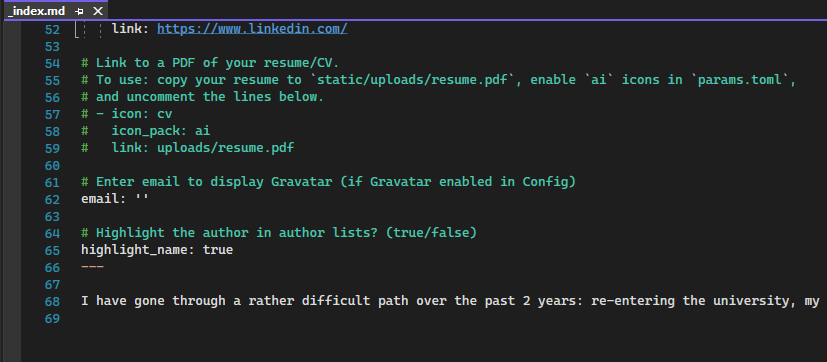 _index.md
52 link: https://www.linkedin.com/
53
54 # Link to a PDF of your resume/CV.
55 # To use: copy your resume to `static/uploads/resume.pdf`, enable `ai` icons in `params.toml`,
56 # and uncomment the lines below.
57 # - icon: cv
58 #   icon_pack: ai
59 #   link: uploads/resume.pdf
60
61 # Enter email to display Gravatar (if Gravatar enabled in Config)
62 email: ''
63
64 # Highlight the author in author lists? (true/false)
65 highlight_name: true
66 ---
67
68 I have gone through a rather difficult path over the past 2 years: re-entering the university, my
69